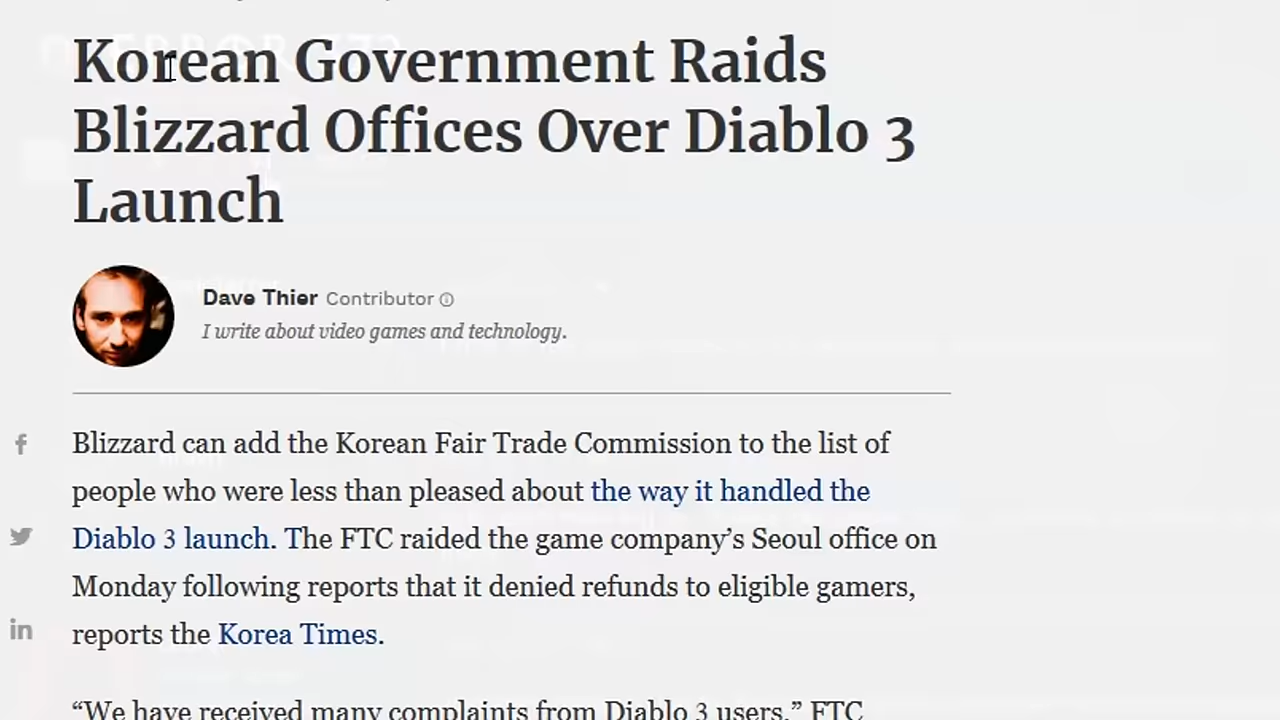 Korean Government Raids
Blizzard Offices Over Diablo 3
Launch
Dave Thier Contributor
I write about video games and technology.
Blizzard can add the Korean Fair Trade Commission to the list of
people who were less than pleased about the way it handled the
Diablo 3 launch. The FTC raided the game company’s Seoul office on
Monday following reports that it denied refunds to eligible gamers,
reports the Korea Times.
“We have received many complaints from Diablo 3 users,” FTC